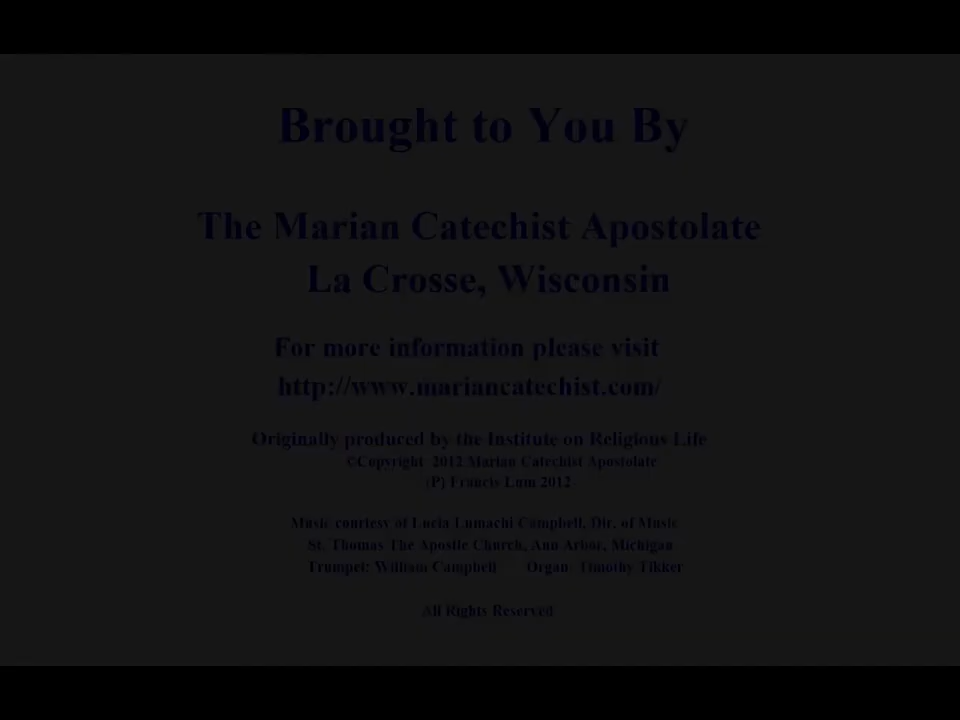 Brought to You By
The Marian Catechist Apostolate
La Crosse, Wisconsin
For more information please visit
http://www.mariancatechist.com/
Originally produced by the Institute on Religious Life
©Copyright 2012 Marian Catechist Apostolate
(P) Francis Lum 2012
Music courtesy of Lucia Lumachi Campbell, Dir. of Music
St. Thomas The Apostle Church, Ann Arbor, Michigan
Trumpet: William Campbell Organ: Timothy Tikker
All Rights Reserved